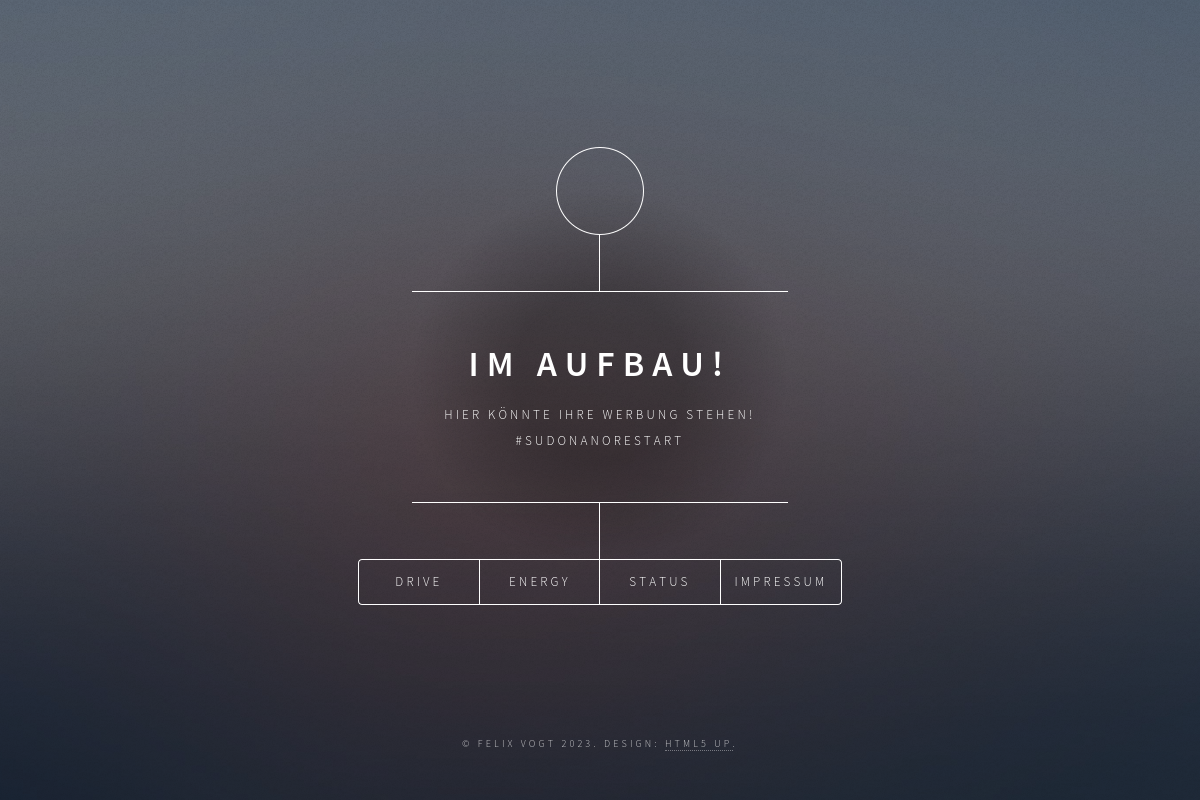 IM AUFBAU!
HIER KÖNNTE IHRE WERBUNG STEHEN!
#SUDONANORESTART
DRIVE
ENERGY
STATUS
IMPRESSUM
© FELIX VOGT 2023. DESIGN: HTML5 UP.